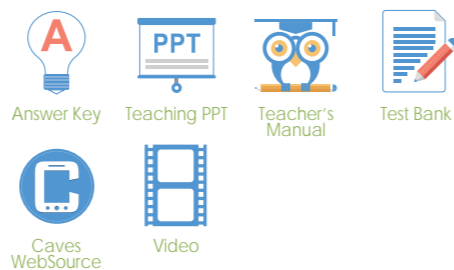 A
PPT
Answer Key
Teaching PPT
Teacher's
Manual
Test Bank
C
Caves
WebSource
Video